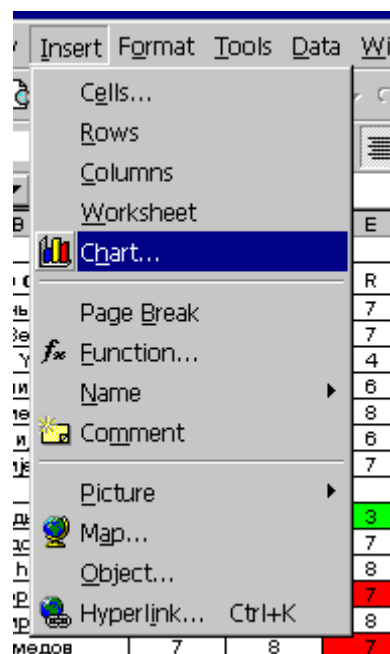 Insert Format Tools Data Wi
Cells...
Rows
Columns
Worksheet
B E
Chart...
R
7
Page Break
7
Function...
4
Name
6
8
Comment
6
7
Picture
3
Map...
7
Object...
8
7
Hyperlink... Ctrl+K
8
медов 7 8 7